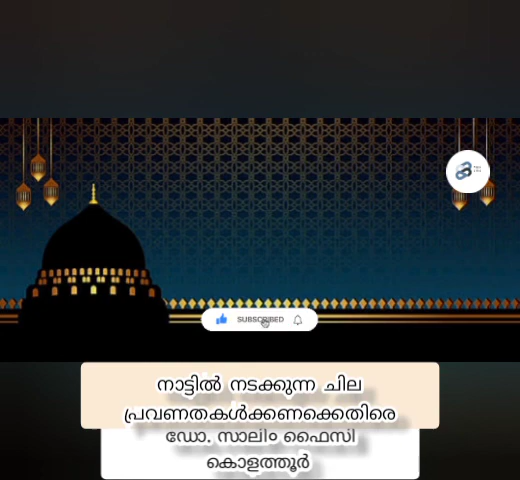 SUBSCRIBED
നാട്ടിൽ നടക്കുന്ന ചില
പ്രവണതകൾക്കണക്കെതിരെ
ഡോ. സാലിം ഫൈസി
കൊളത്തൂർ